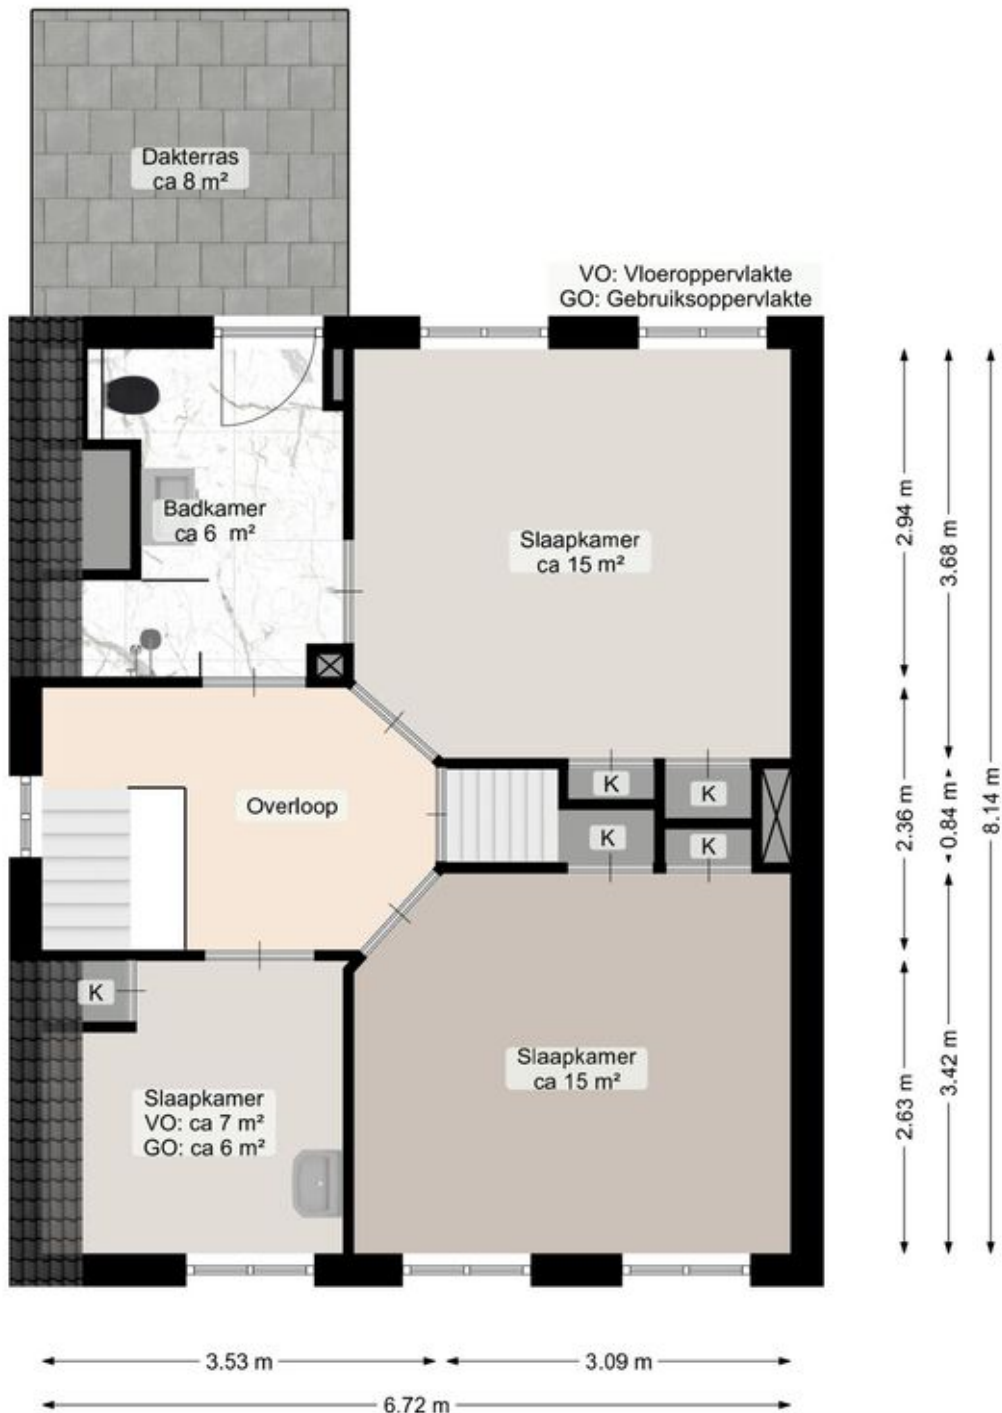 Dakterras
ca 8 m²
VO: Vloeroppervlakte
GO: Gebruiksoppervlakte
Badkamer
ca 6 m²
Slaapkamer
ca 15 m²
2.94 m
3.68 m
8.14 m
K
K
Overloop
K
K
2.36 m
0.84 m
K
Slaapkamer
ca 15 m²
Slaapkamer
VO: ca 7 m²
GO: ca 6 m²
2.63 m
3.42 m
3.53 m
3.09 m
6.72 m